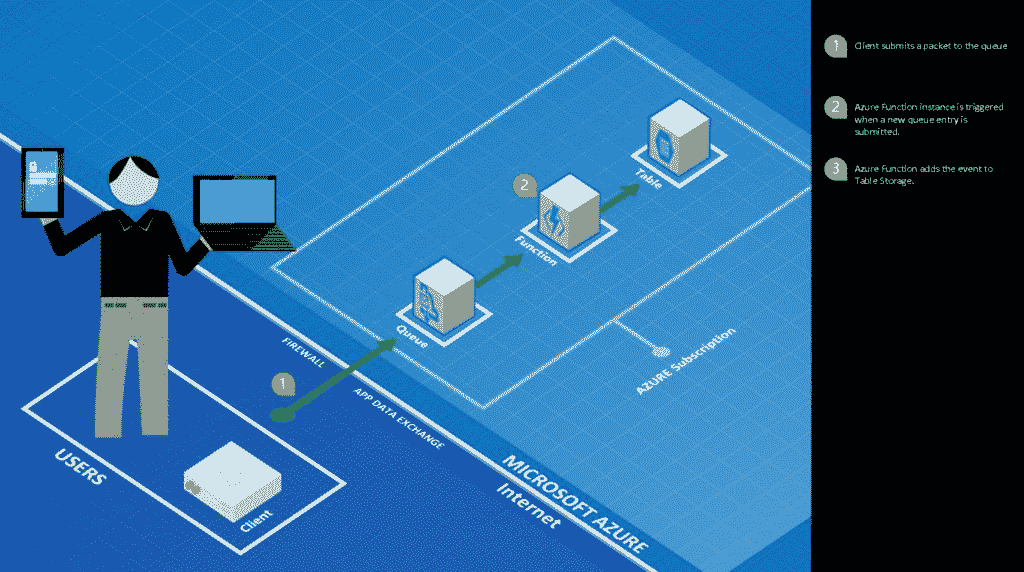 1
Client submits a packet to the queue
2
Azure Function instance is triggered
when a new queue entry is
submitted.
3
Azure Function adds the event to
Table Storage.
Table
2
Function
Queue
AZURE Subscription
FIREWALL
1
APP DATA EXCHANGE
USERS
Client
MICROSOFT AZURE
Internet